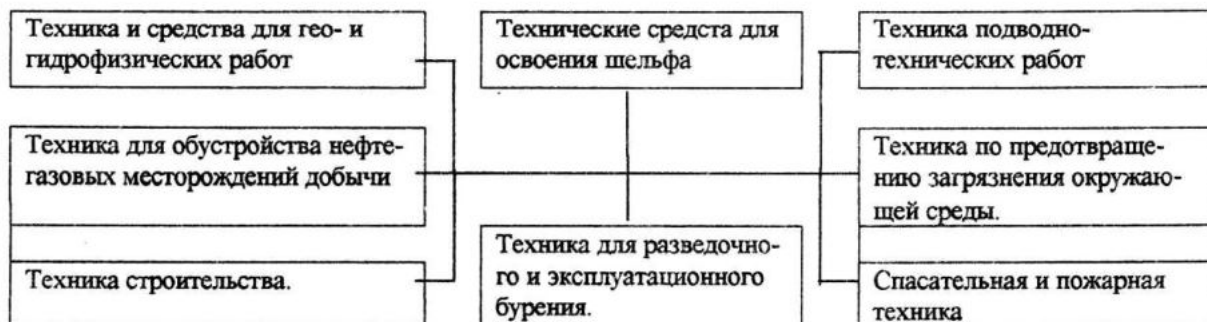 Техника и средства для гео- и
гидрофизических работ
Технические средства для
освоения шельфа
Техника подводно-
технических работ
Техника для обустройства нефте-
газовых месторождений добычи
Техника по предотвраще-
нию загрязнения окружаю-
щей среды.
Техника строительства.
Техника для разведочно-
го и эксплуатационного
бурения.
Спасательная и пожарная
техника